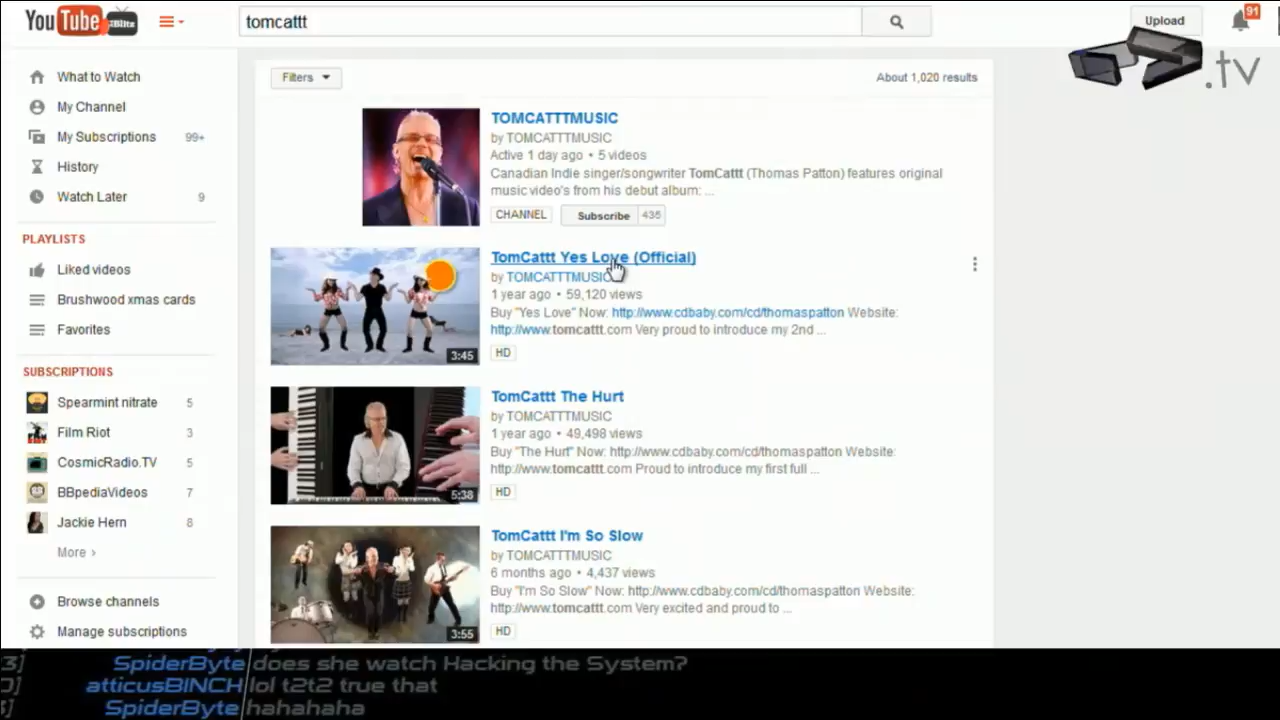 YouTube Blitz
tomcattt
Upload
91
.tv
What to Watch
My Channel
My Subscriptions 99+
History
Watch Later 9
PLAYLISTS
Liked videos
Brushwood xmas cards
Favorites
SUBSCRIPTIONS
Spearmint nitrate 5
Film Riot 3
CosmicRadio.TV 5
BBpediaVideos 7
Jackie Hern 8
More ›
Browse channels
Manage subscriptions
Filters
About 1,020 results
TOMCATTTMUSIC
by TOMCATTTMUSIC
Active 1 day ago • 5 videos
Canadian Indie singer/songwriter TomCattt (Thomas Patton) features original
music video's from his debut album: ...
CHANNEL Subscribe 435
TomCattt Yes Love (Official)
by TOMCATTTMUSIC
1 year ago • 59,120 views
Buy "Yes Love" Now: http://www.cdbaby.com/cd/thomaspatton Website:
http://www.tomcattt.com Very proud to introduce my 2nd ...
HD
3:45
TomCattt The Hurt
by TOMCATTTMUSIC
1 year ago • 49,498 views
Buy "The Hurt" Now: http://www.cdbaby.com/cd/thomaspatton Website:
http://www.tomcattt.com Proud to introduce my first full ...
HD
5:38
TomCattt I'm So Slow
by TOMCATTTMUSIC
6 months ago • 4,437 views
Buy "I'm So Slow" Now: http://www.cdbaby.com/cd/thomaspatton Website:
http://www.tomcattt.com Very excited and proud to ...
HD
3:55
3] SpiderByte does she watch Hacking the System?
] atticusBINCH lol t2t2 true that
] SpiderByte hahahaha